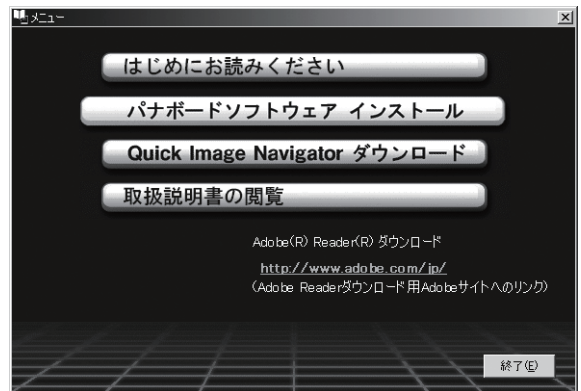 メニュー
はじめにお読みください
パナボードソフトウェア インストール
Quick Image Navigator ダウンロード
取扱説明書の閲覧
Adobe(R) Reader(R) ダウンロード
http://www.adobe.com/jp/
(Adobe Readerダウンロード用Adobeサイトへのリンク)
終了(E)